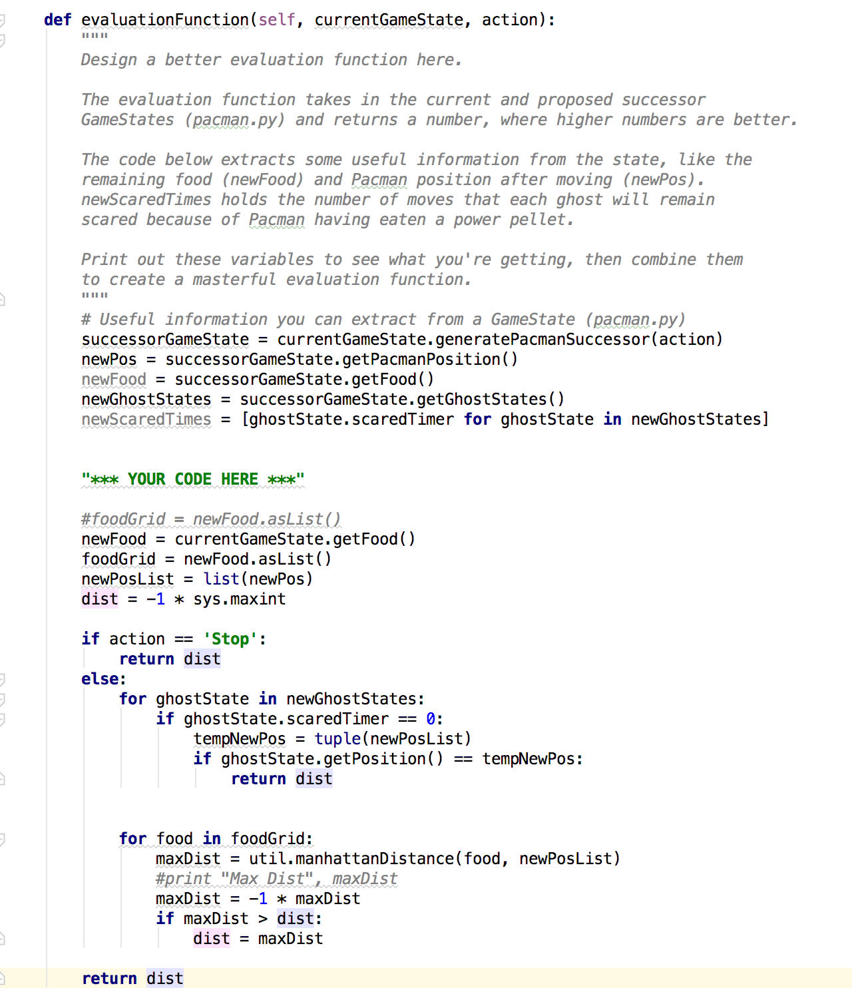 def evaluationFunction(self, currentGameState, action):
"""
Design a better evaluation function here.
The evaluation function takes in the current and proposed successor
GameStates (pacman.py) and returns a number, where higher numbers are better.
The code below extracts some useful information from the state, like the
remaining food (newFood) and Pacman position after moving (newPos).
newScaredTimes holds the number of moves that each ghost will remain
scared because of Pacman having eaten a power pellet.
Print out these variables to see what you're getting, then combine them
to create a masterful evaluation function.
"""
# Useful information you can extract from a GameState (pacman.py)
successorGameState = currentGameState.generatePacmanSuccessor(action)
newPos = successorGameState.getPacmanPosition()
newFood = successorGameState.getFood()
newGhostStates = successorGameState.getGhostStates()
newScaredTimes = [ghostState.scaredTimer for ghostState in newGhostStates]
"*** YOUR CODE HERE ***"
#foodGrid = newFood.asList()
newFood = currentGameState.getFood()
foodGrid = newFood.asList()
newPosList = list(newPos)
dist = -1 * sys.maxint
if action == 'Stop':
return dist
else:
for ghostState in newGhostStates:
if ghostState.scaredTimer == 0:
tempNewPos = tuple(newPosList)
if ghostState.getPosition() == tempNewPos:
return dist
for food in foodGrid:
maxDist = util.manhattanDistance(food, newPosList)
#print "Max Dist", maxDist
maxDist = -1 * maxDist
if maxDist > dist:
dist = maxDist
return dist